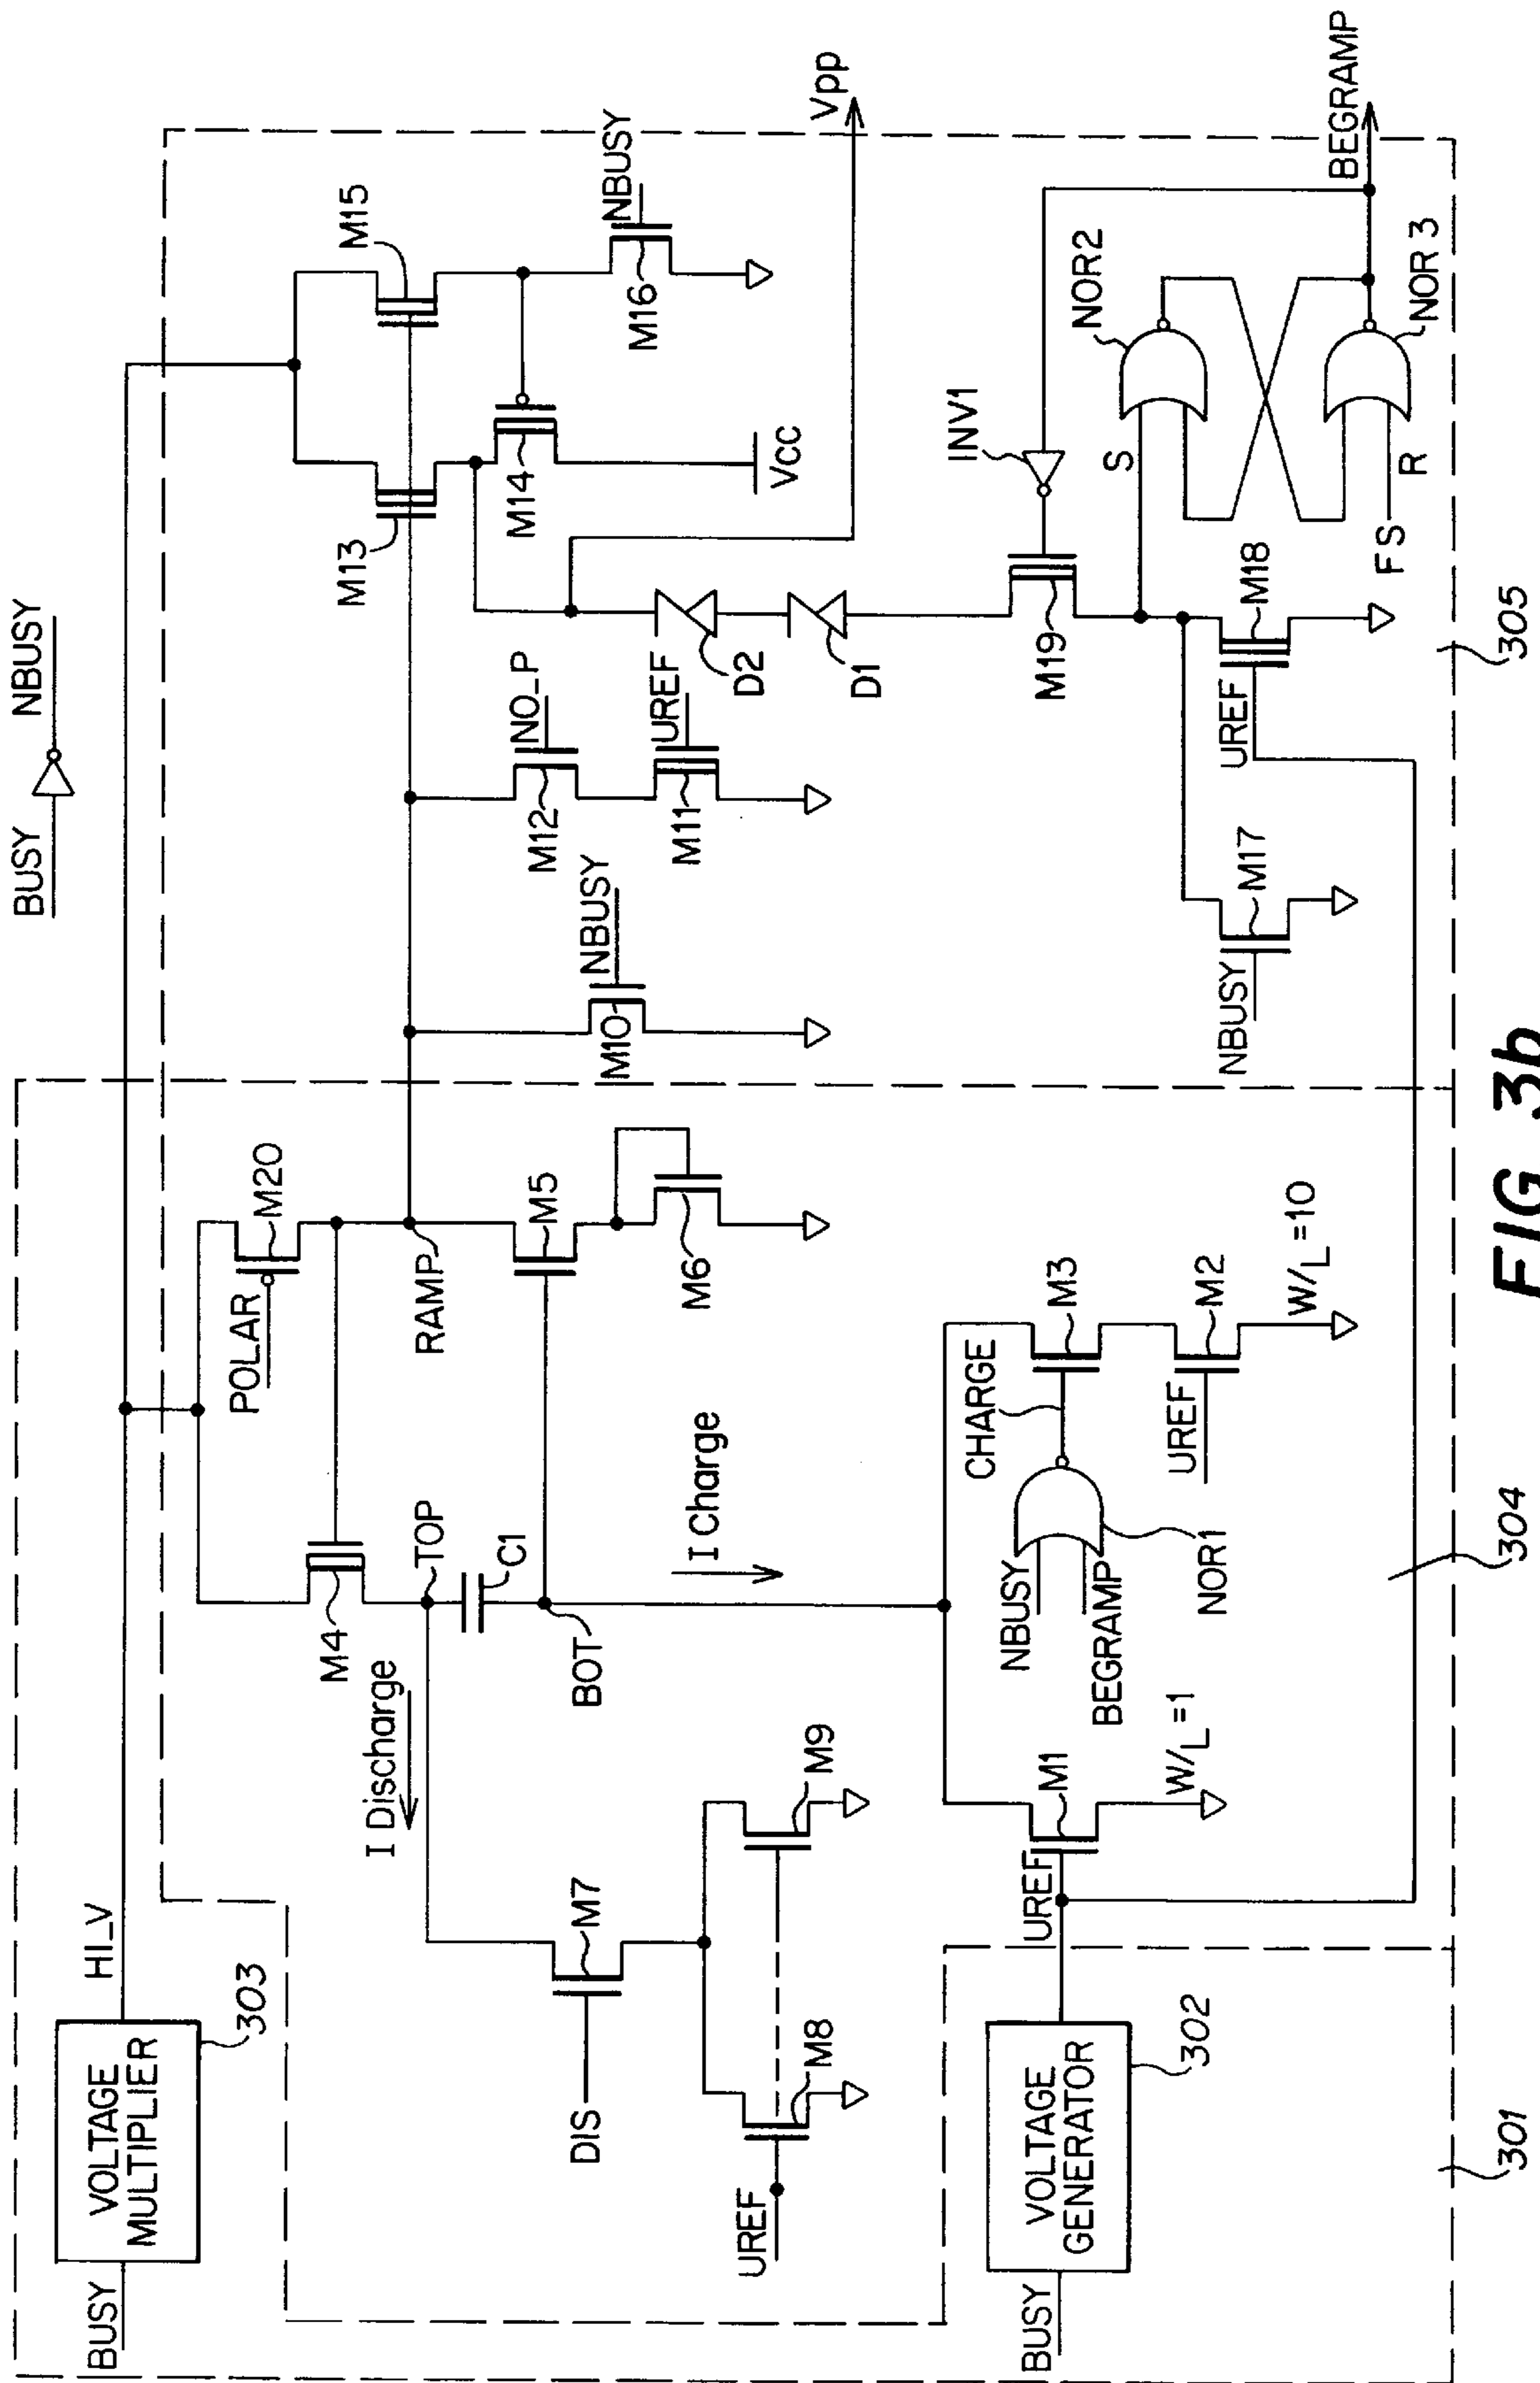 BUSY
NBUSY
BUSY
VOLTAGE
MULTIPLIER
303
HI_V
M15
NBUSY
M16
M13
M14
VCC
Vpp
POLAR
M20
M4
RAMP
TOP
C1
I Discharge
BOT
M5
M6
NBUSY
M10
NO_P
M12
UREF
M11
D2
D1
INV1
M19
NOR2
S
BEGRAMP
NOR3
R
FS
UREF
M18
NBUSY
M17
305
DIS
M7
UREF
M8
M9
I Charge
CHARGE
M3
NBUSY
BEGRAMP
NOR1
UREF
M2
W/L=10
UREF
M1
W/L=1
BUSY
VOLTAGE
GENERATOR
302
301
304
FIG 3b